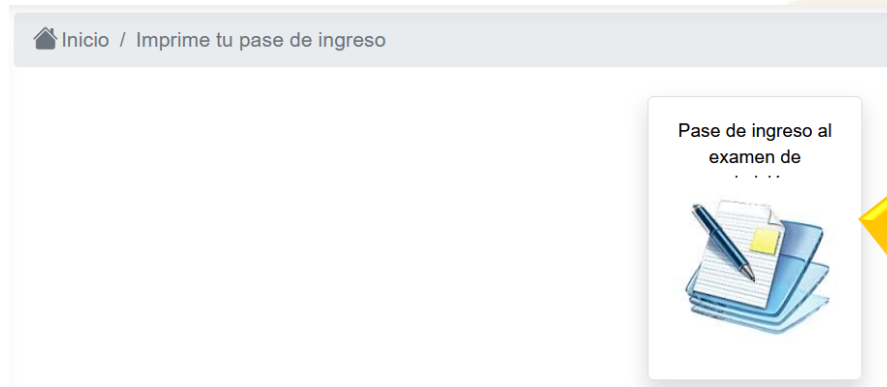 Inicio / Imprime tu pase de ingreso
Pase de ingreso al
examen de